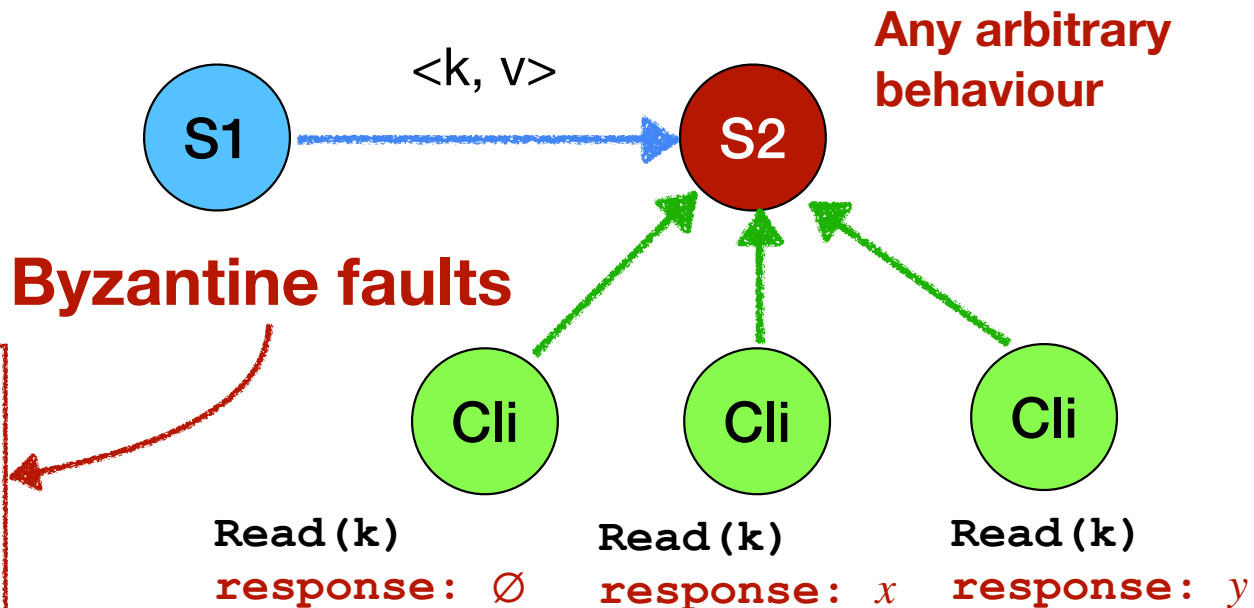 Any arbitrary
behaviour
<k, v>
S1
S2
Byzantine faults
Cli
Cli
Cli
Read(k)
response: ∅
Read(k)
response: x
Read(k)
response: y